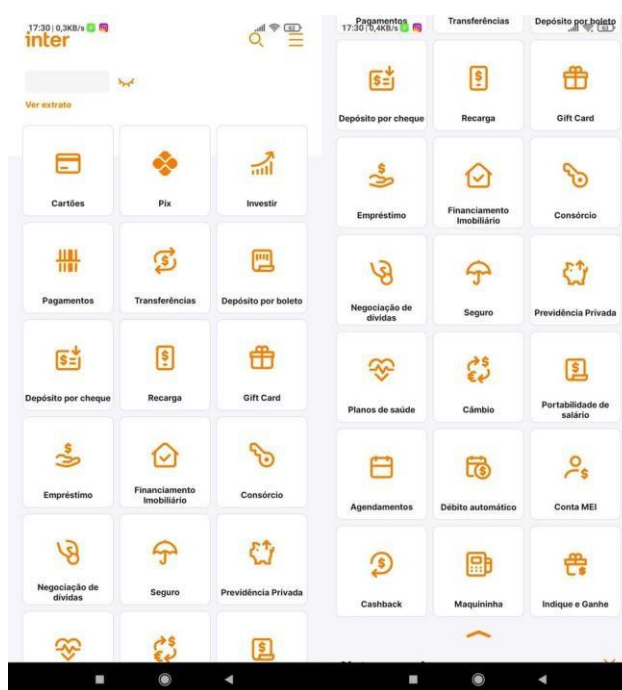 17:30 | 0,3KB/s
63
inter
Ver extrato
Cartões
Pix
Investir
Pagamentos
Transferências
Depósito por boleto
Depósito por cheque
Recarga
Gift Card
Empréstimo
Financiamento
Imobiliário
Consórcio
Negociação de
dívidas
Seguro
Previdência Privada
Pagamentos
Transferências
Depósito por boleto
17:30 | 0,4KB/s
63
Depósito por cheque
Recarga
Gift Card
Empréstimo
Financiamento
Imobiliário
Consórcio
Negociação de
dívidas
Seguro
Previdência Privada
Planos de saúde
Câmbio
Portabilidade de
salário
Agendamentos
Débito automático
Conta MEI
Cashback
Maquininha
Indique e Ganhe